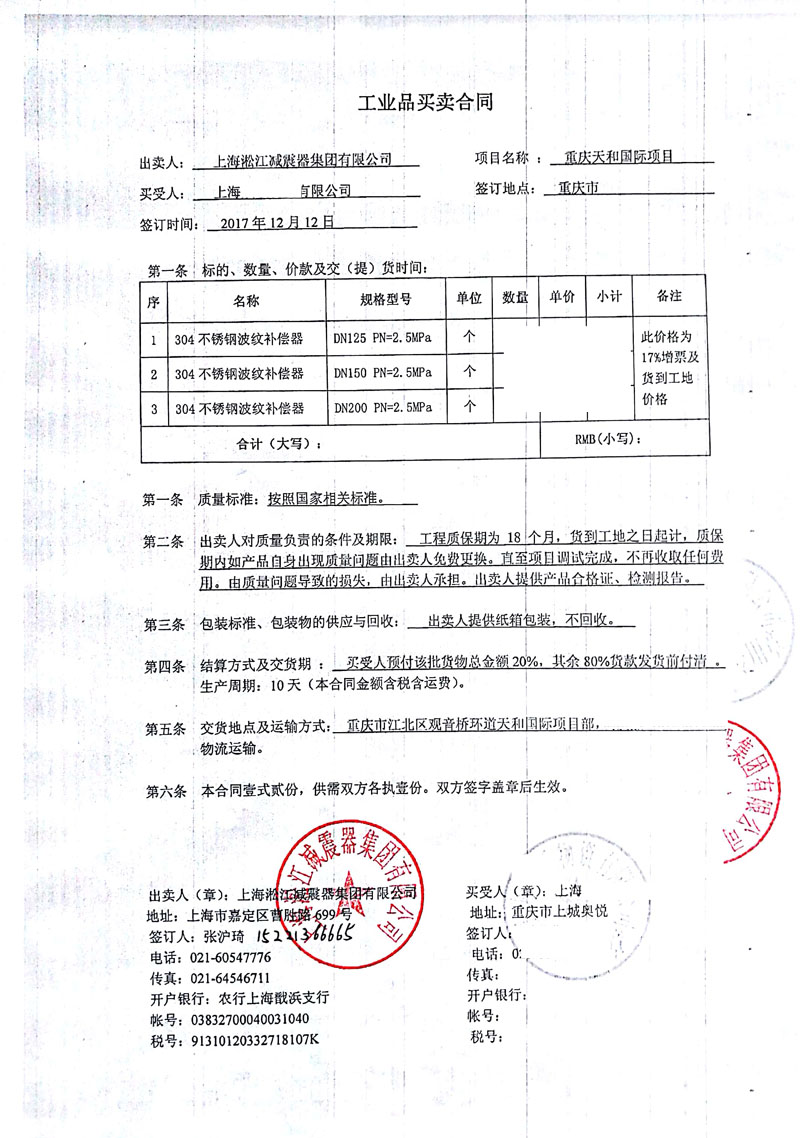 工业品买卖合同
出卖人： 上海淞江减震器集团有限公司 项目名称 ： 重庆天和国际项目
买受人： 上海 有限公司 签订地点： 重庆市
签订时间： 2017年12月12日
第一条 标的、数量、价款及交（提）货时间：
序 名称 规格型号 单位 数量 单价 小计 备注
1 304不锈钢波纹补偿器 DN125 PN=2.5MPa 个
2 304不锈钢波纹补偿器 DN150 PN=2.5MPa 个
3 304不锈钢波纹补偿器 DN200 PN=2.5MPa 个
此价格为
17%增票及
货到工地
价格
合计（大写）； RMB(小写)；
第一条 质量标准：按照国家相关标准。
第二条 出卖人对质量负责的条件及期限： 工程质保期为 18 个月，货到工地之日起计，质保
期内如产品自身出现质量问题由出卖人免费更换。直至项目调试完成，不再收取任何费
用。由质量问题导致的损失，由出卖人承担。出卖人提供产品合格证、检测报告。
第三条 包装标准、包装物的供应与回收： 出卖人提供纸箱包装，不回收。
第四条 结算方式及交货期 ： 买受人预付该批货物总金额20%，其余80%货款发货前付清 。
生产周期：10天（本合同金额含税含运费）。
第五条 交货地点及运输方式： 重庆市江北区观音桥环道天和国际项目部，
物流运输。
第六条 本合同壹式贰份，供需双方各执壹份。双方签字盖章后生效。
出卖人（章）：上海淞江减震器集团有限公司
地址：上海市嘉定区曹胜路699号
签订人：张沪琦 15221366665
电话：021-60547776
传真：021-64546711
开户银行：农行上海戬浜支行
帐号：03832700040031040
税号：91310120332718107K
买受人（章）：上海
地址：重庆市上城奥悦
签订人：
电话：02
传真：
开户银行：
帐号：
税号：
江减震器集团有限公司
集团有限公司